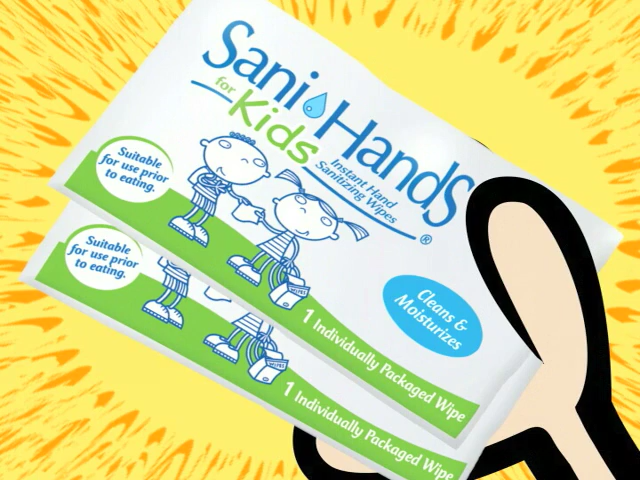 Sani Hands®
for Kids
Instant Hand
Sanitizing Wipes
Suitable
for use prior
to eating.
Cleans &
Moisturizes
1 Individually Packaged Wipe
Suitable
for use prior
to eating.
1 Individually Packaged Wipe